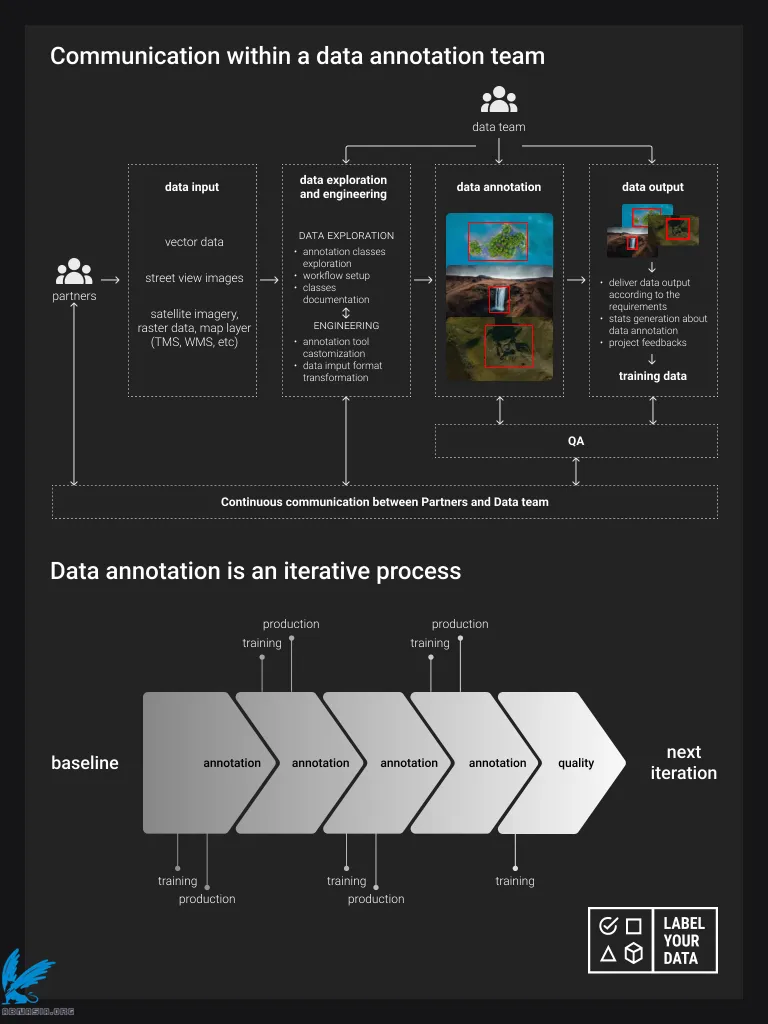 Communication within a data annotation team
data team
data input
data exploration
and engineering
data annotation
data output
vector data
street view images
satellite imagery,
raster data, map layer
(TMS, WMS, etc)
partners
DATA EXPLORATION
• annotation classes
exploration
• workflow setup
• classes
documentation
ENGINEERING
• annotation tool
castomization
• data imput format
transformation
• deliver data output
according to the
requirements
• stats generation about
data annotation
• project feedbacks
training data
QA
Continuous communication between Partners and Data team
Data annotation is an iterative process
production
training
production
training
baseline
annotation
annotation
annotation
annotation
quality
next
iteration
training
production
training
production
training
LABEL
YOUR
DATA
ABMASIA.ORG